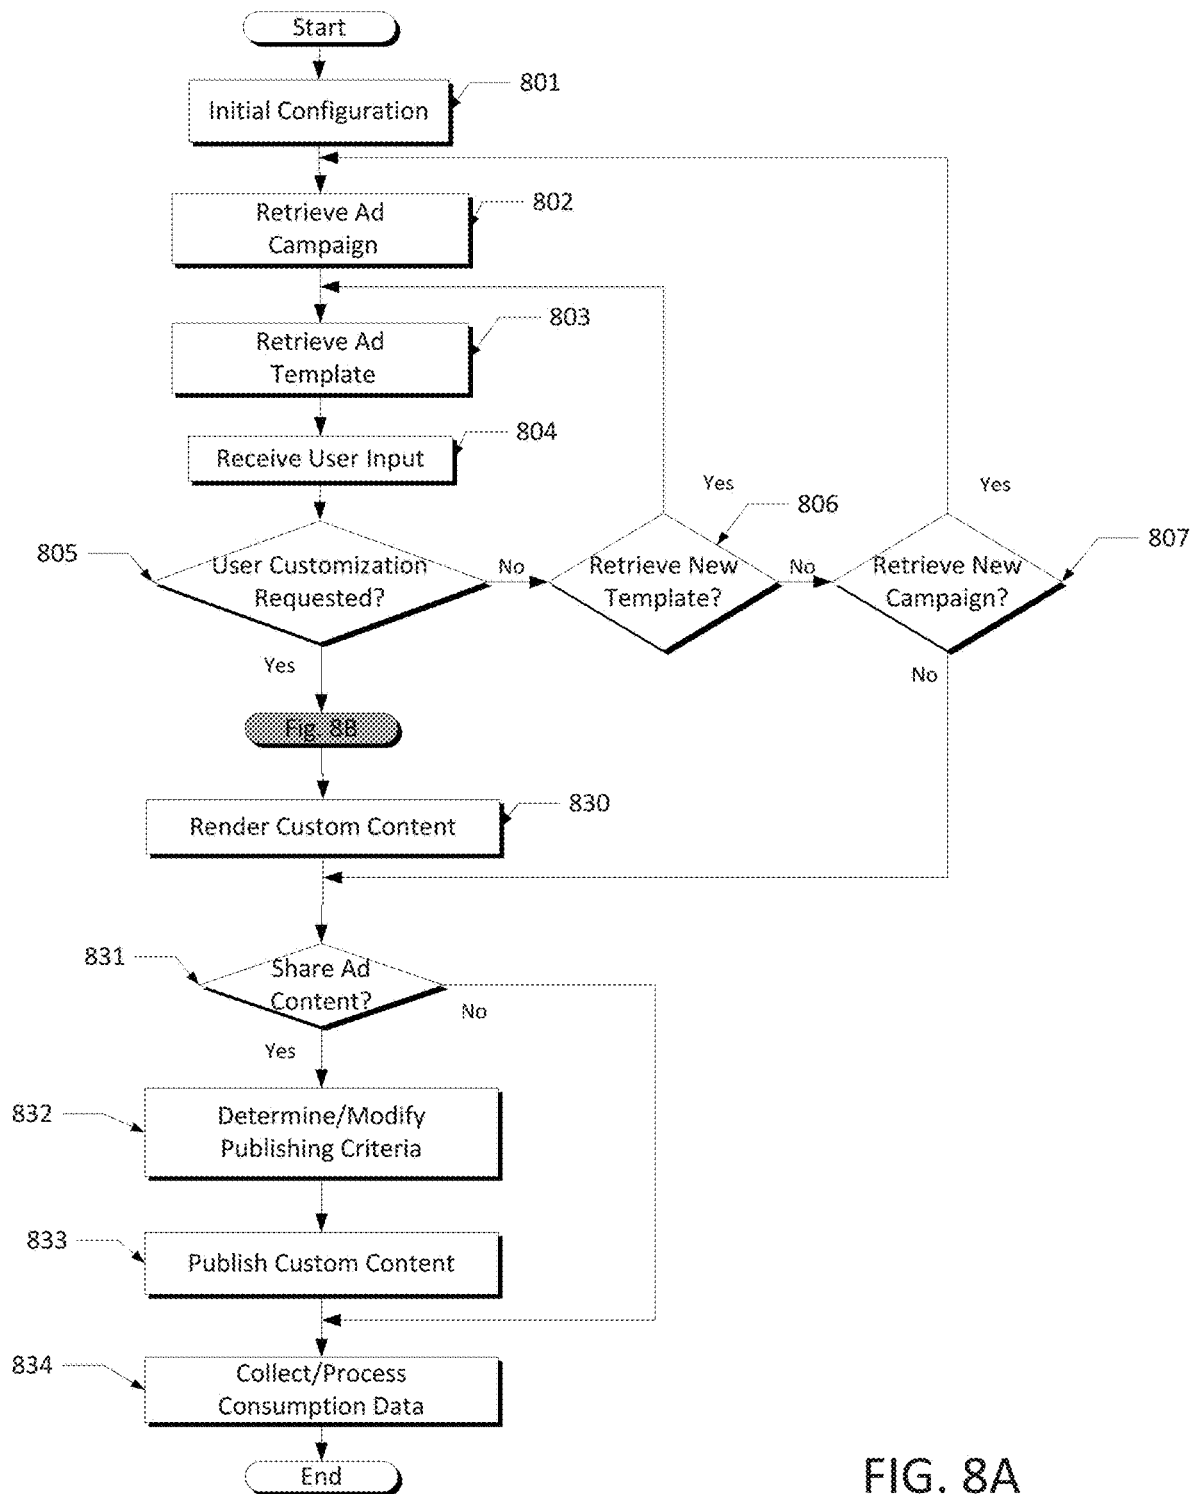 Start
801
Initial Configuration
802
Retrieve Ad
Campaign
803
Retrieve Ad
Template
804
Receive User Input
Yes
Yes
805
806
807
User Customization
Requested?
No
Retrieve New
Template?
No
Retrieve New
Campaign?
Yes
No
Fig. 8B
830
Render Custom Content
831
Share Ad
Content?
No
Yes
832
Determine/Modify
Publishing Criteria
833
Publish Custom Content
834
Collect/Process
Consumption Data
End
FIG. 8A